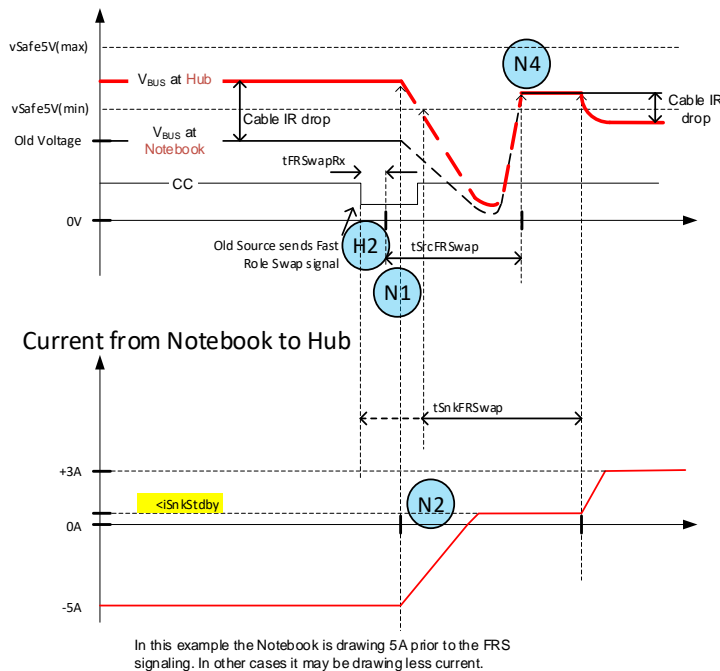 vSafe5V(max)
N4
VBUS at Hub
vSafe5V(min)
Cable IR drop
Cable IR
drop
Old Voltage
VBUS at
Notebook
tFRSwapRx
CC
0V
Old Source sends Fast
Role Swap signal
H2
tSrcFRSwap
N1
Current from Notebook to Hub
tSnkFRSwap
+3A
<iSnkStdby
N2
0A
-5A
In this example the Notebook is drawing 5A prior to the FRS
signaling. In other cases it may be drawing less current.